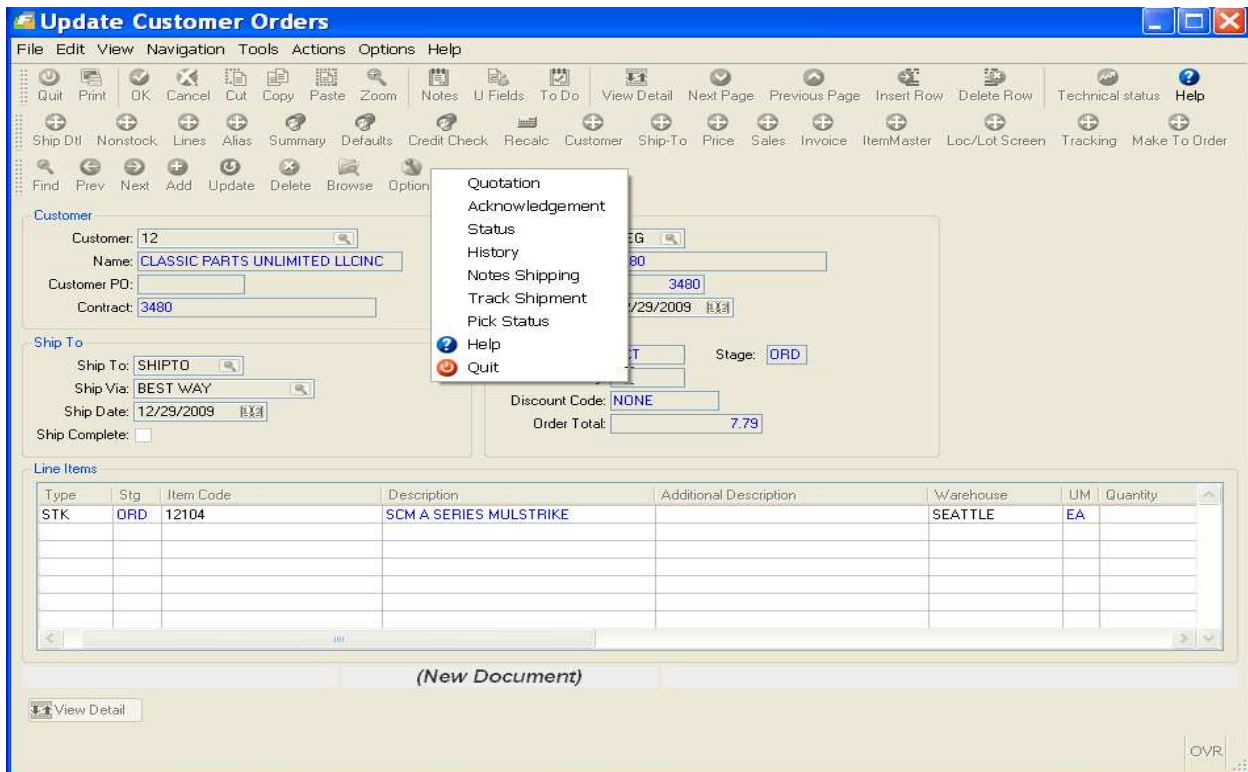 Update Customer Orders
File Edit View Navigation Tools Actions Options Help
Quit Print OK Cancel Cut Copy Paste Zoom Notes U Fields To Do View Detail Next Page Previous Page Insert Row Delete Row Technical status Help
Ship Dtl Nonstock Lines Alias Summary Defaults Credit Check Recalc Customer Ship-To Price Sales Invoice ItemMaster Loc/Lot Screen Tracking Make To Order
Find Prev Next Add Update Delete Browse Option
Quotation
Acknowledgement
Status
History
Notes Shipping
Track Shipment
Pick Status
Help
Quit
Customer
Customer: 12
Name: CLASSIC PARTS UNLIMITED LLCINC
Customer PO:
Contract: 3480
EG
80
3480
/29/2009
Ship To
Ship To: SHIPTO
Ship Via: BEST WAY
Ship Date: 12/29/2009
Ship Complete:
CT Stage: ORD
Discount Code: NONE
Order Total: 7.79
Line Items
Type Stg Item Code Description Additional Description Warehouse UM Quantity
STK ORD 12104 SCM A SERIES MULSTRIKE SEATTLE EA
(New Document)
View Detail
OVR